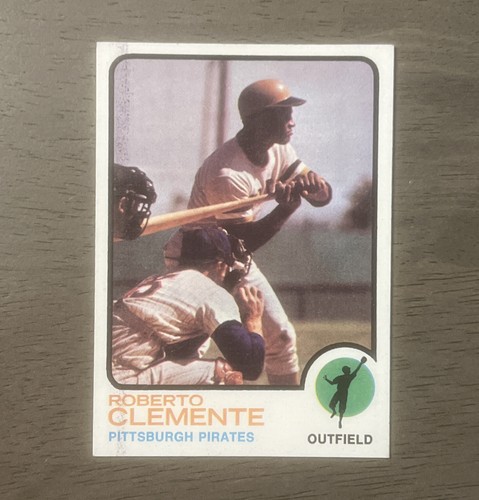 ROBERTO
CLEMENTE
PITTSBURGH PIRATES
OUTFIELD